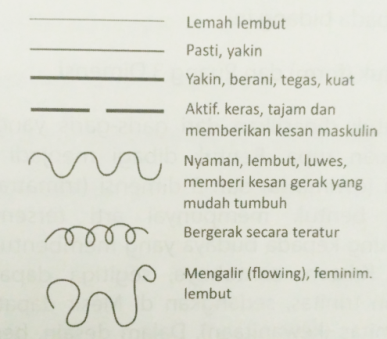 Lemah lembut
Pasti, yakin
Yakin, berani, tegas, kuat
Aktif. keras, tajam dan
memberikan kesan maskulin
Nyaman, lembut, luwes,
memberi kesan gerak yang
mudah tumbuh
Bergerak secara teratur
Mengalir (flowing), feminim.
lembut